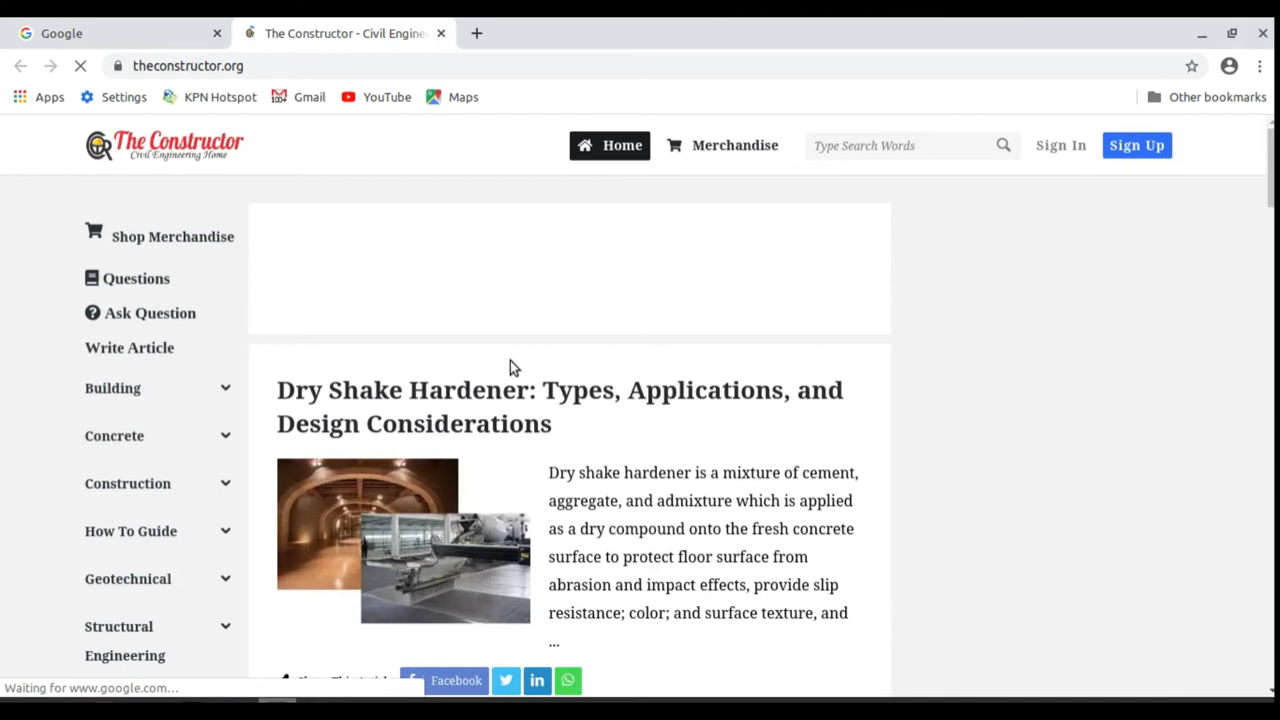 Google
The Constructor - Civil Engine
theconstructor.org
Apps Settings KPN Hotspot Gmail YouTube Maps Other bookmarks
The Constructor
Civil Engineering Home
Home Merchandise Type Search Words Sign In Sign Up
Shop Merchandise
Questions
Ask Question
Write Article
Building
Concrete
Construction
How To Guide
Geotechnical
Structural
Engineering
Dry Shake Hardener: Types, Applications, and
Design Considerations
Dry shake hardener is a mixture of cement,
aggregate, and admixture which is applied
as a dry compound onto the fresh concrete
surface to protect floor surface from
abrasion and impact effects, provide slip
resistance; color; and surface texture, and
...
Facebook
Waiting for www.google.com…